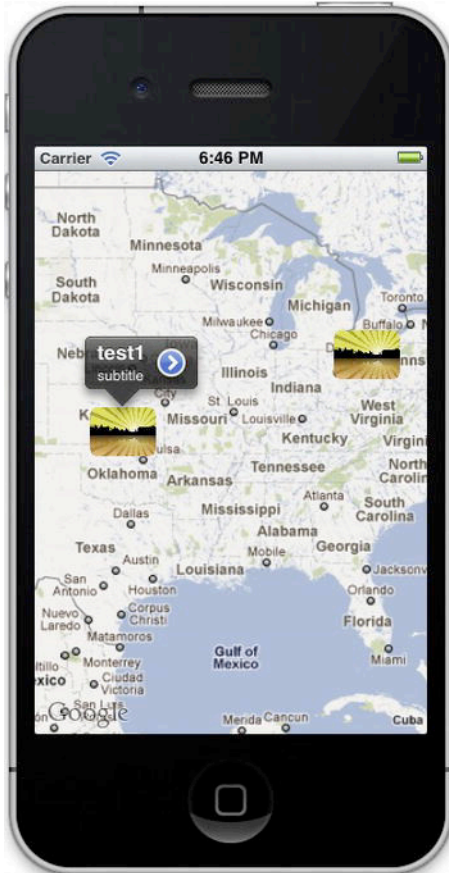 Carrier
6:46 PM
North
Dakota
Minnesota
Minneapolis
South
Dakota
Wisconsin
Michigan
Toronto
Milwaukee
Buffalo
Chicago
test1
subtitle
Illinois
Indiana
City
St. Louis
Missouri
Louisville
West
Virginia
Kentucky
Virgini
Oklahoma
Arkansas
Tennessee
North
Carolin
Atlanta
Mississippi
South
Carolina
Dallas
Alabama
Texas
Georgia
Austin
Louisiana
Mobile
Jacksonv
San
Antonio
Houston
Orlando
Nuevo
Laredo
Corpus
Christi
Florida
Matamoros
Gulf of
Mexico
Miami
Monterrey
Ciudad
Victoria
Google
Merida
Cancun
Cuba